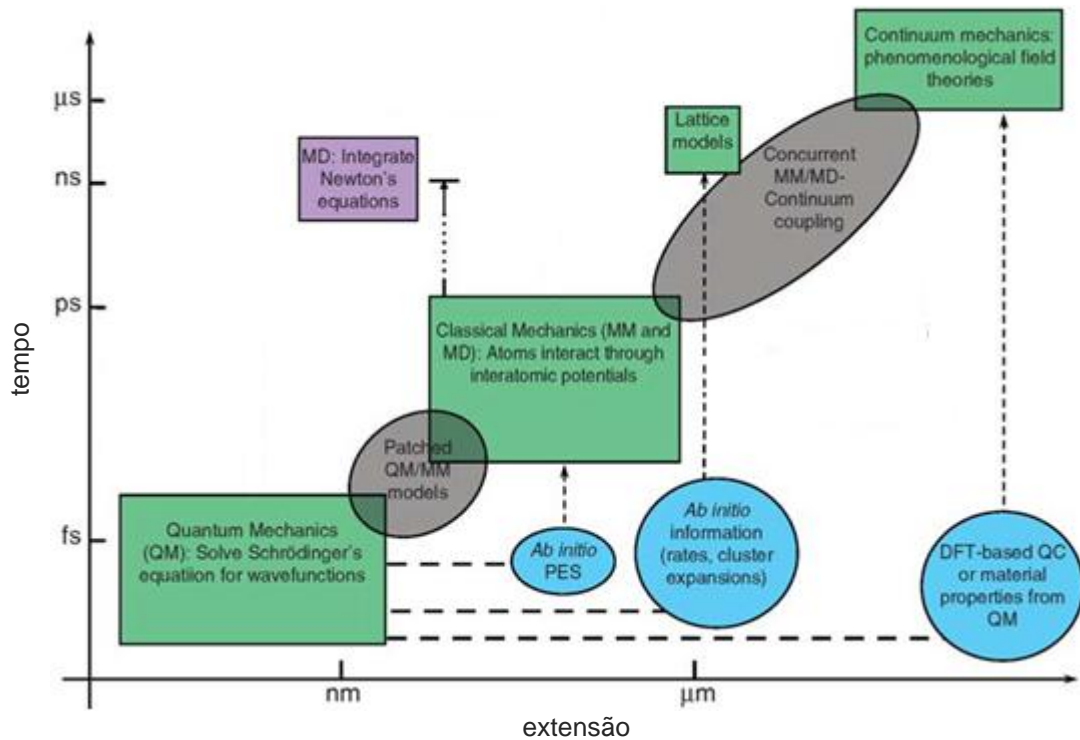 Continuum mechanics:
phenomenological field
theories
μs
Lattice
models
MD: Integrate
Newton's
equations
Concurrent
MM/MD-
Continuum
coupling
ns
ps
tempo
Classical Mechanics (MM and
MD): Atoms interact through
interatomic potentials
Patched
QM/MM
models
fs
Quantum Mechanics
(QM): Solve Schrödinger's
equatiion for wavefunctions
Ab initio
PES
Ab initio
information
(rates, cluster
expansions)
DFT-based QC
or material
properties from
QM
nm
μm
extensão